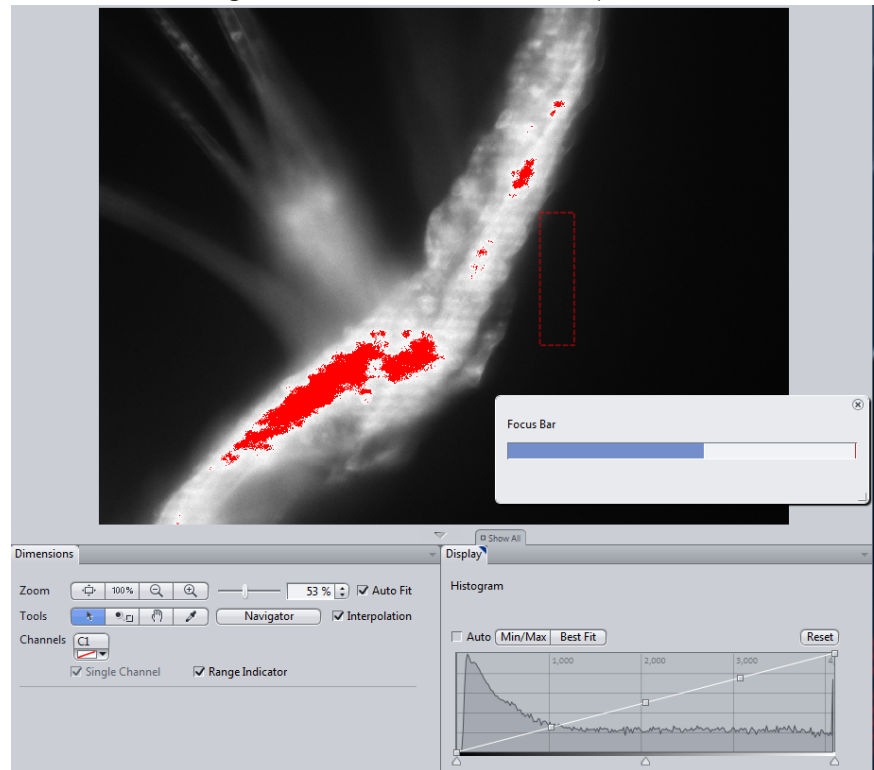 Focus Bar
Show All
Dimensions
Display
Zoom 100% 53 % Auto Fit
Tools Navigator Interpolation
Channels C1
Single Channel Range Indicator
Histogram
Auto Min/Max Best Fit Reset
1,000 2,000 3,000